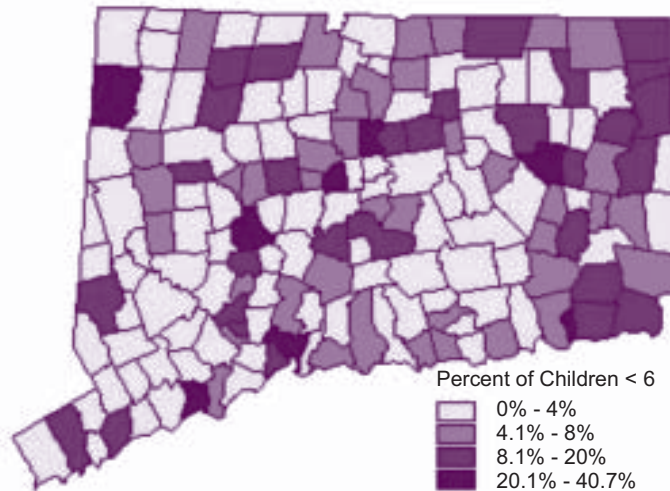 Percent of Children < 6
0% - 4%
4.1% - 8%
8.1% - 20%
20.1% - 40.7%